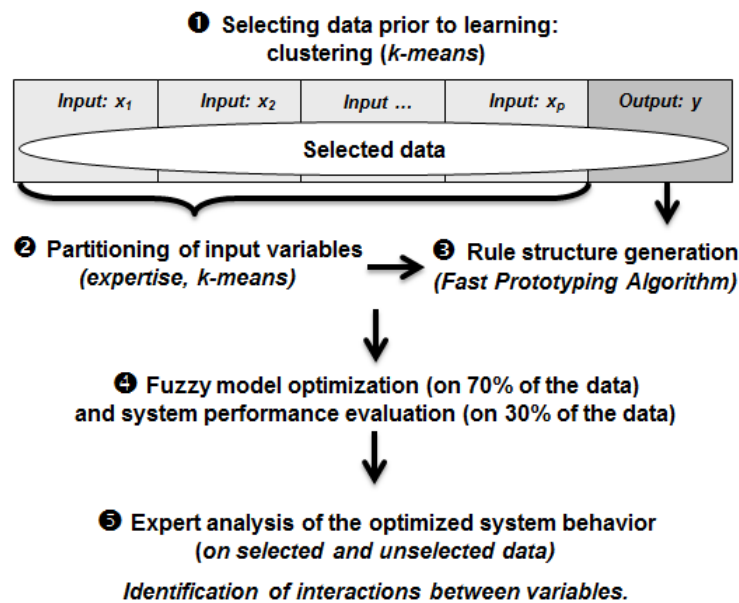 ❶ Selecting data prior to learning:
clustering (k-means)
Input: x1 Input: x2 Input … Input: xp Output: y
Selected data
❷ Partitioning of input variables
(expertise, k-means)
❸ Rule structure generation
(Fast Prototyping Algorithm)
❹ Fuzzy model optimization (on 70% of the data)
and system performance evaluation (on 30% of the data)
❺ Expert analysis of the optimized system behavior
(on selected and unselected data)
Identification of interactions between variables.